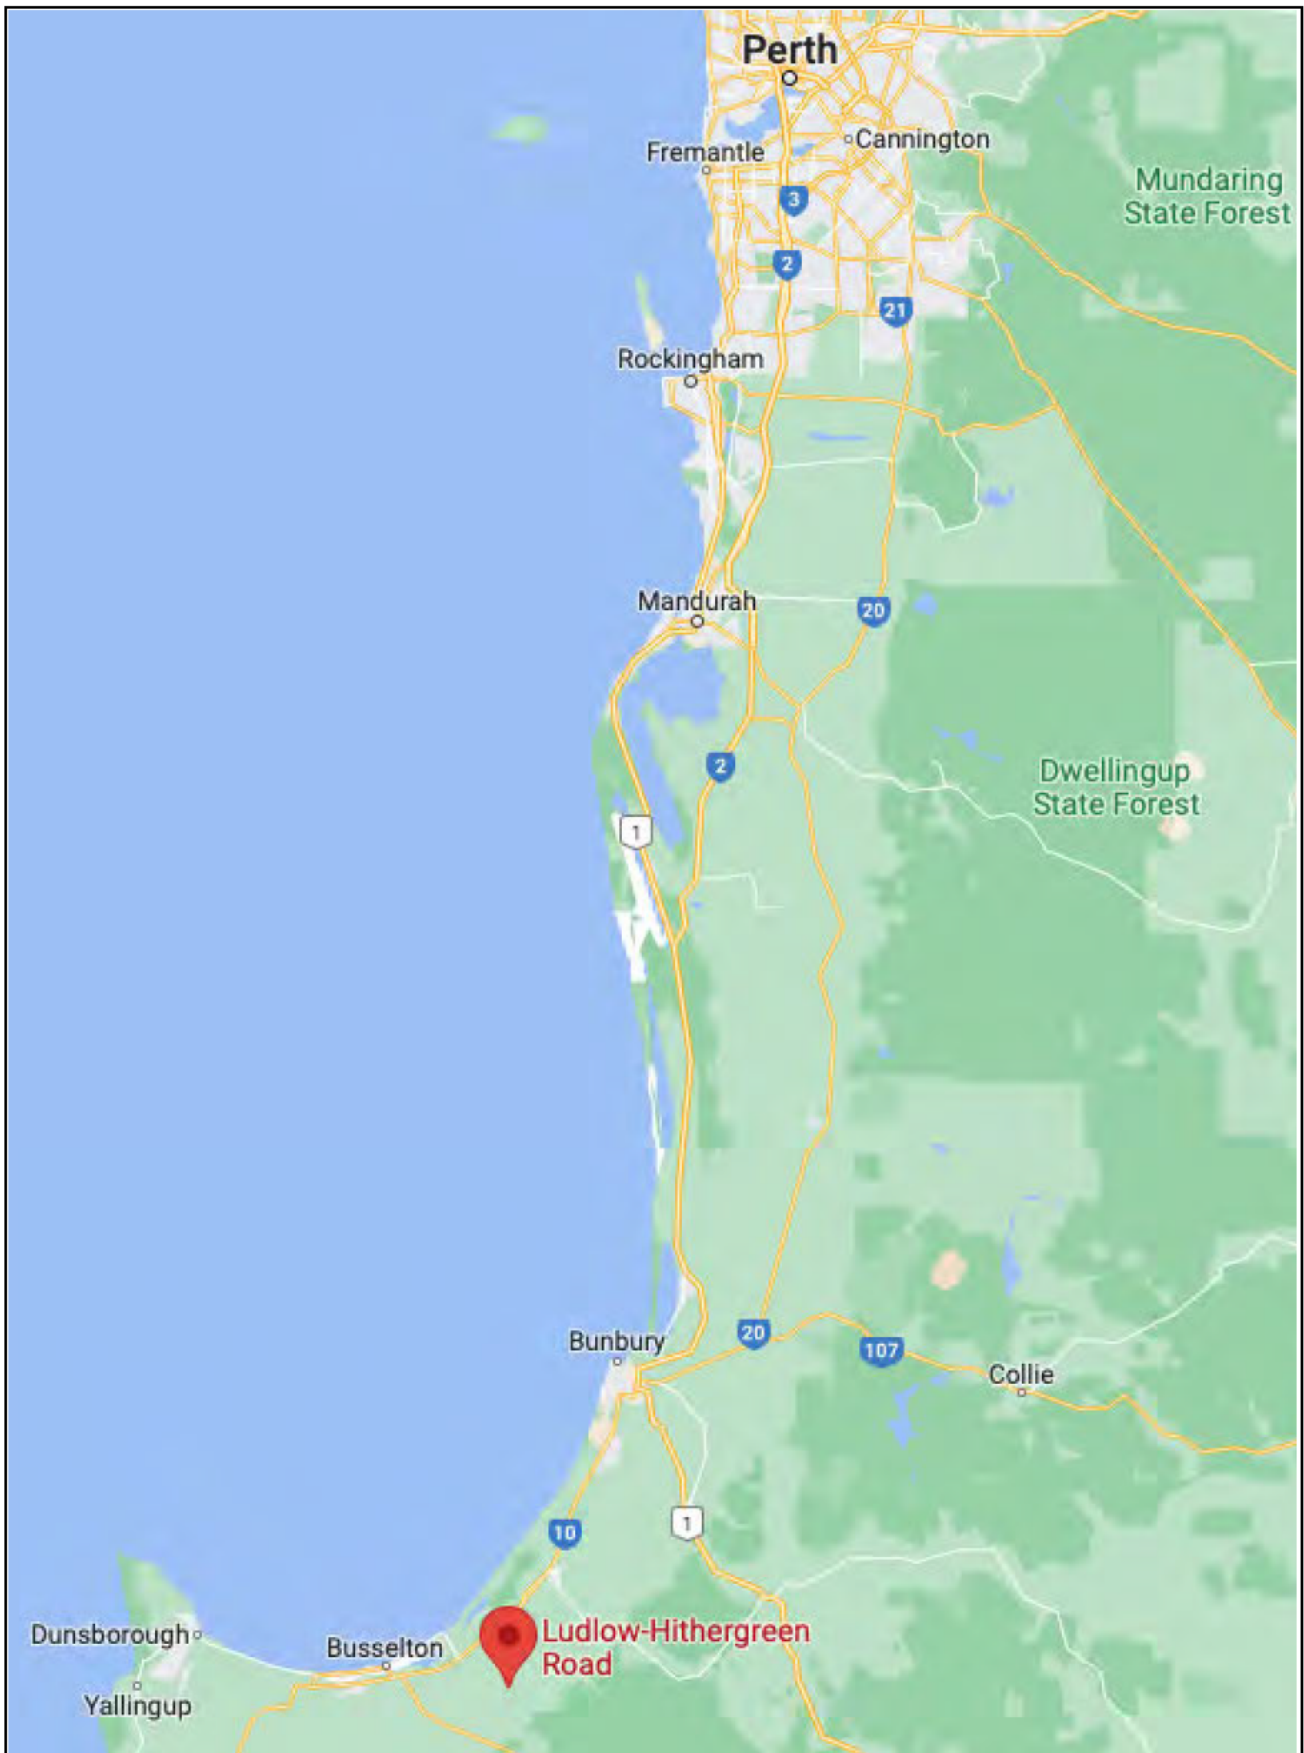 Perth
Cannington
Fremantle
Mundaring
State Forest
3
2
21
Rockingham
Mandurah
20
2
Dwellingup
State Forest
1
20
Bunbury
107
Collie
1
10
Ludlow-Hithergreen
Road
Dunsborough
Busselton
Yallingup